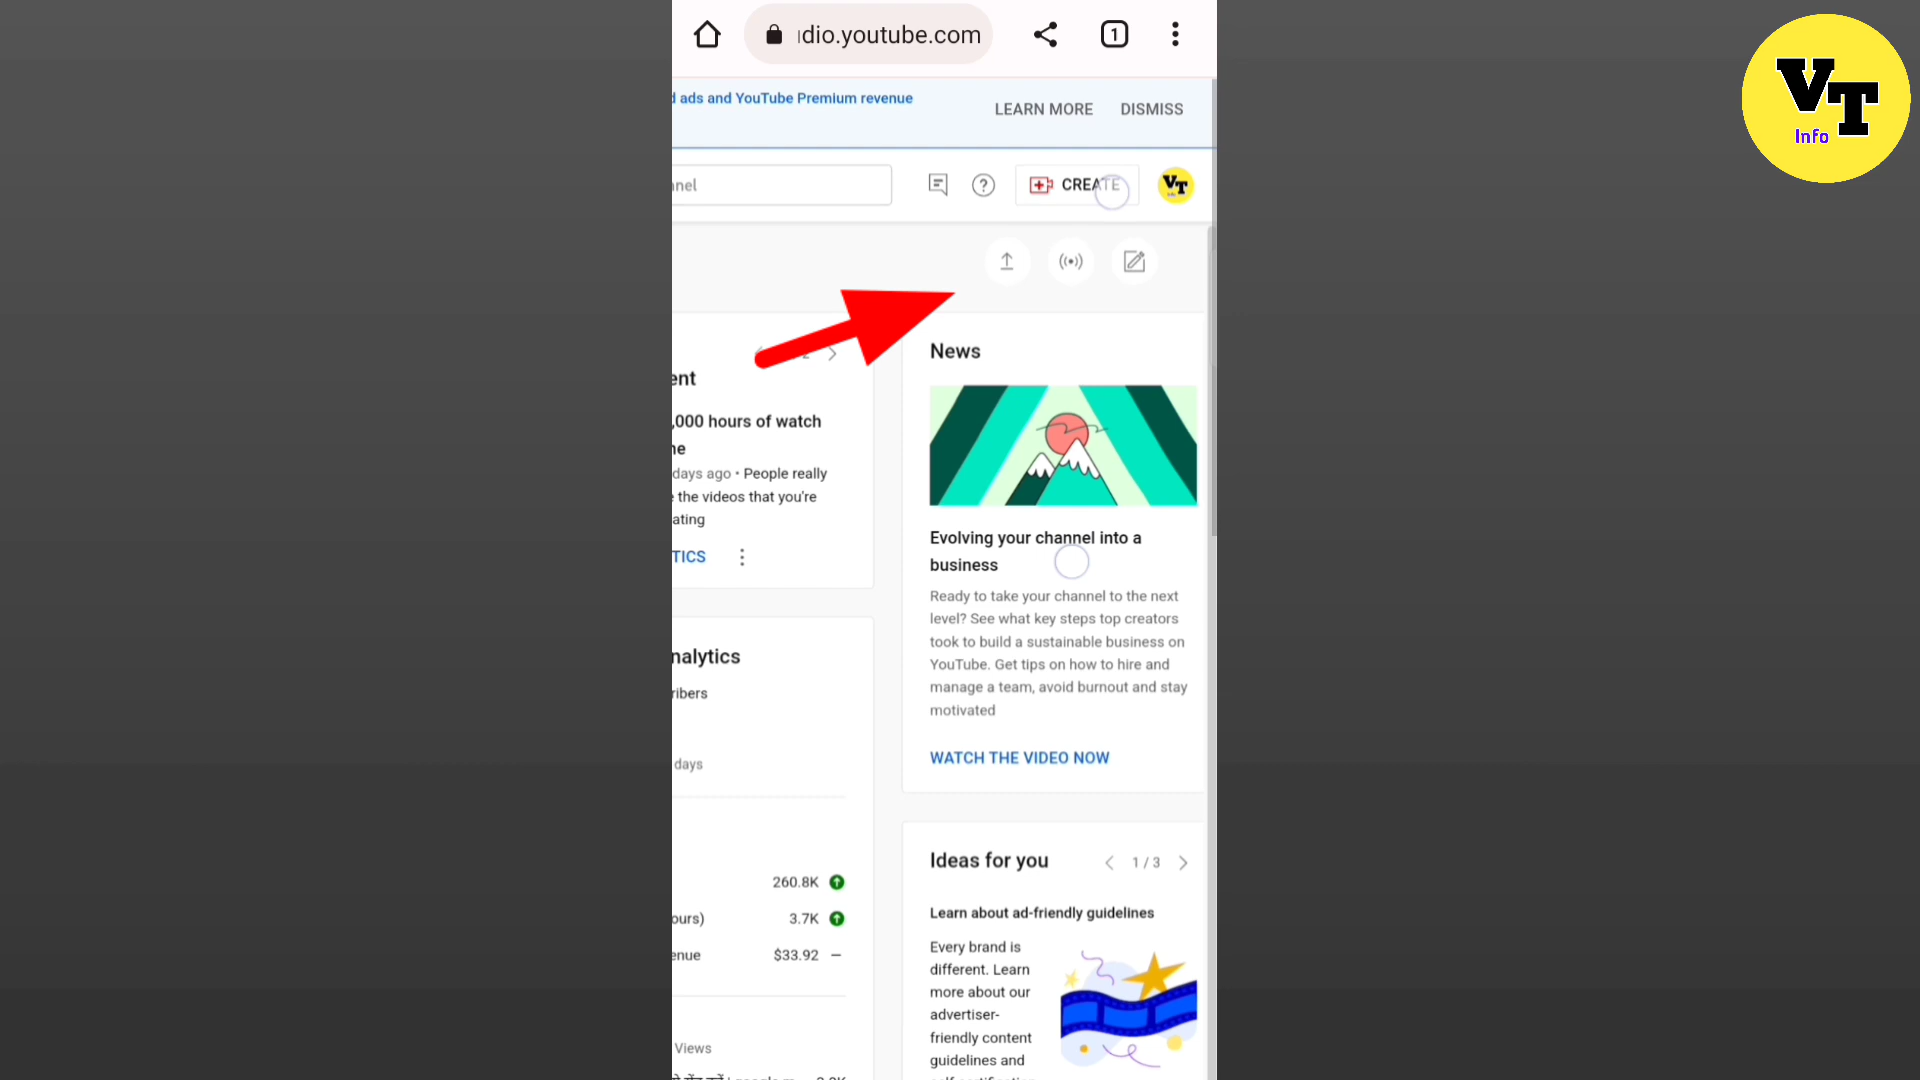 dio.youtube.com
1
VT
Info
d ads and YouTube Premium revenue
LEARN MORE
DISMISS
nel
CREATE
VT
ent
News
,000 hours of watch
ne
days ago • People really
the videos that you're
ating
TICS
Evolving your channel into a
business
Ready to take your channel to the next
level? See what key steps top creators
took to build a sustainable business on
YouTube. Get tips on how to hire and
manage a team, avoid burnout and stay
motivated
WATCH THE VIDEO NOW
nalytics
ribers
days
260.8K
ours) 3.7K
enue $33.92 —
Views
Ideas for you
1 / 3
Learn about ad-friendly guidelines
Every brand is
different. Learn
more about our
advertiser-
friendly content
guidelines and